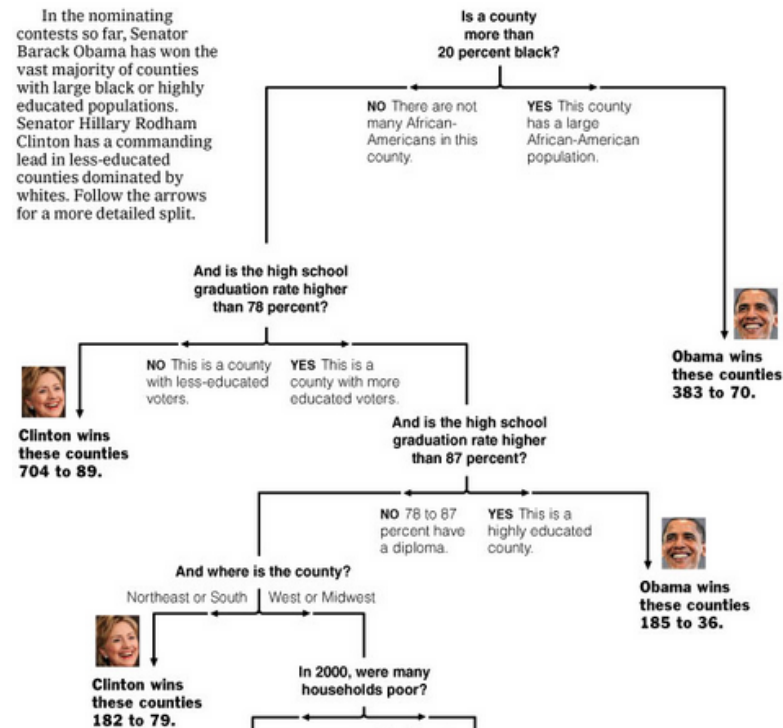 In the nominating
contests so far, Senator
Barack Obama has won the
vast majority of counties
with large black or highly
educated populations.
Senator Hillary Rodham
Clinton has a commanding
lead in less-educated
counties dominated by
whites. Follow the arrows
for a more detailed split.
Is a county
more than
20 percent black?
NO There are not
many African-
Americans in this
county.
YES This county
has a large
African-American
population.
And is the high school
graduation rate higher
than 78 percent?
Obama wins
these counties
383 to 70.
NO This is a county
with less-educated
voters.
YES This is a
county with more
educated voters.
Clinton wins
these counties
704 to 89.
And is the high school
graduation rate higher
than 87 percent?
NO 78 to 87
percent have
a diploma.
YES This is a
highly educated
county.
Obama wins
these counties
185 to 36.
And where is the county?
Northeast or South
West or Midwest
Clinton wins
these counties
182 to 79.
In 2000, were many
households poor?